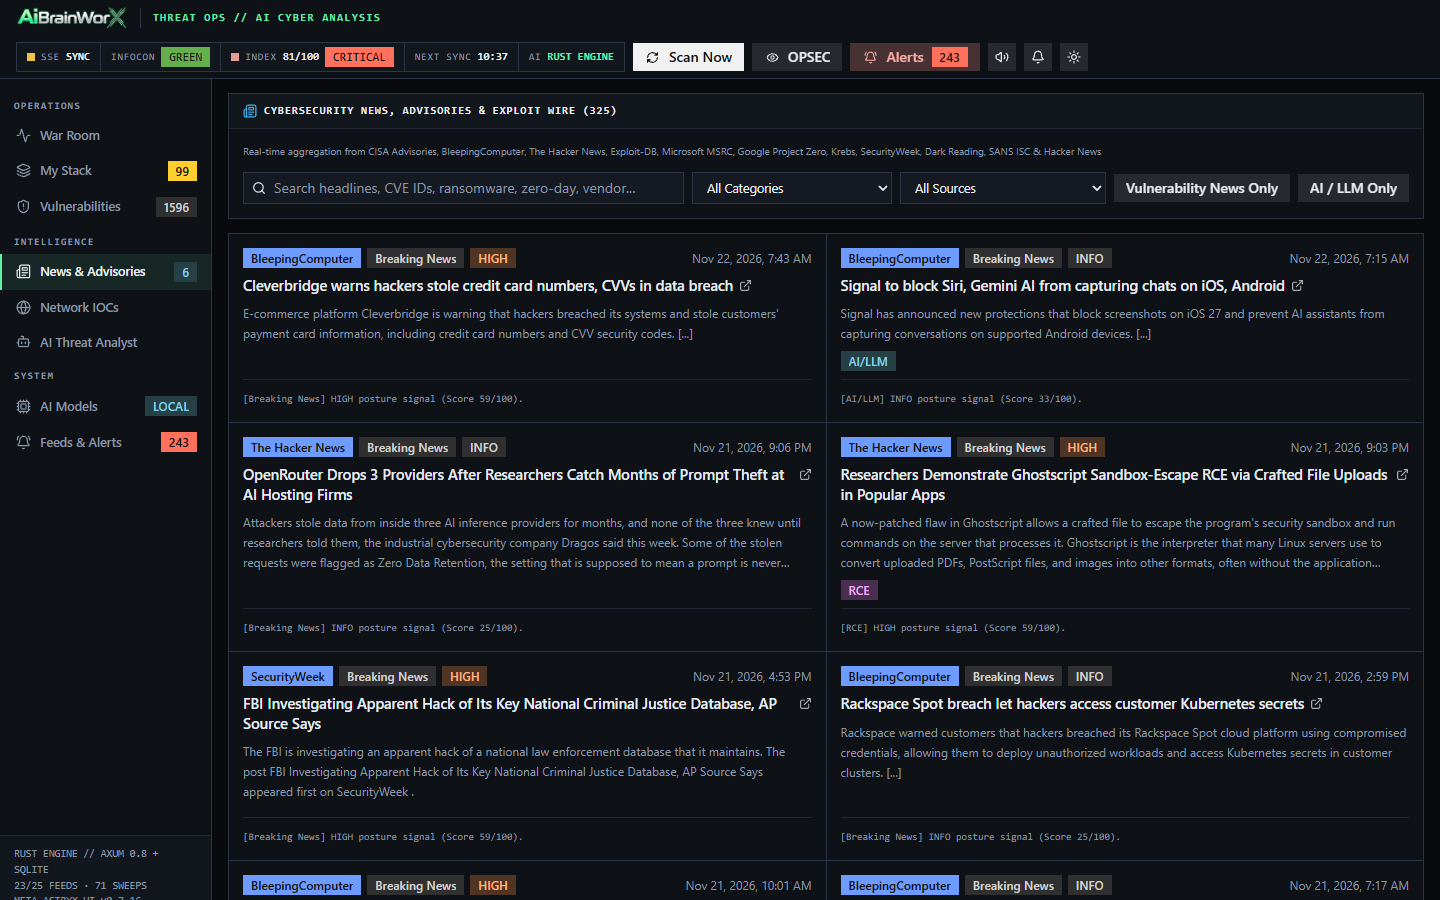 AiBrainWorX
THREAT OPS // AI CYBER ANALYSIS
SSE SYNC
INFOCON GREEN
INDEX 81/100 CRITICAL
NEXT SYNC 10:37
AI RUST ENGINE
Scan Now
OPSEC
Alerts 243
OPERATIONS
War Room
My Stack 99
Vulnerabilities 1596
INTELLIGENCE
News & Advisories 6
Network IOCs
AI Threat Analyst
SYSTEM
AI Models LOCAL
Feeds & Alerts 243
RUST ENGINE // AXUM 0.8 +
SQLITE
23/25 FEEDS · 71 SWEEPS
CYBERSECURITY NEWS, ADVISORIES & EXPLOIT WIRE (325)
Real-time aggregation from CISA Advisories, BleepingComputer, The Hacker News, Exploit-DB, Microsoft MSRC, Google Project Zero, Krebs, SecurityWeek, Dark Reading, SANS ISC & Hacker News
Search headlines, CVE IDs, ransomware, zero-day, vendor...
All Categories
All Sources
Vulnerability News Only
AI / LLM Only
BleepingComputer Breaking News HIGH Nov 22, 2026, 7:43 AM
Cleverbridge warns hackers stole credit card numbers, CVVs in data breach
E-commerce platform Cleverbridge is warning that hackers breached its systems and stole customers'
payment card information, including credit card numbers and CVV security codes. [...]
[Breaking News] HIGH posture signal (Score 59/100).
BleepingComputer Breaking News INFO Nov 22, 2026, 7:15 AM
Signal to block Siri, Gemini AI from capturing chats on iOS, Android
Signal has announced new protections that block screenshots on iOS 27 and prevent AI assistants from
capturing conversations on supported Android devices. [...]
AI/LLM
[AI/LLM] INFO posture signal (Score 33/100).
The Hacker News Breaking News INFO Nov 21, 2026, 9:06 PM
OpenRouter Drops 3 Providers After Researchers Catch Months of Prompt Theft at
AI Hosting Firms
Attackers stole data from inside three AI inference providers for months, and none of the three knew until
researchers told them, the industrial cybersecurity company Dragos said this week. Some of the stolen
requests were flagged as Zero Data Retention, the setting that is supposed to mean a prompt is never...
[Breaking News] INFO posture signal (Score 25/100).
The Hacker News Breaking News HIGH Nov 21, 2026, 9:03 PM
Researchers Demonstrate Ghostscript Sandbox-Escape RCE via Crafted File Uploads
in Popular Apps
A now-patched flaw in Ghostscript allows a crafted file to escape the program's security sandbox and run
commands on the server that processes it. Ghostscript is the interpreter that many Linux servers use to
convert uploaded PDFs, PostScript files, and images into other formats, often without the application...
RCE
[RCE] HIGH posture signal (Score 59/100).
SecurityWeek Breaking News HIGH Nov 21, 2026, 4:53 PM
FBI Investigating Apparent Hack of Its Key National Criminal Justice Database, AP
Source Says
The FBI is investigating an apparent hack of a national law enforcement database that it maintains. The
post FBI Investigating Apparent Hack of Its Key National Criminal Justice Database, AP Source Says
appeared first on SecurityWeek .
[Breaking News] HIGH posture signal (Score 59/100).
BleepingComputer Breaking News INFO Nov 21, 2026, 2:59 PM
Rackspace Spot breach let hackers access customer Kubernetes secrets
Rackspace warned customers that hackers breached its Rackspace Spot cloud platform using compromised
credentials, allowing them to deploy unauthorized workloads and access Kubernetes secrets in customer
clusters. [...]
[Breaking News] INFO posture signal (Score 25/100).
BleepingComputer Breaking News HIGH Nov 21, 2026, 10:01 AM
BleepingComputer Breaking News INFO Nov 21, 2026, 7:17 AM